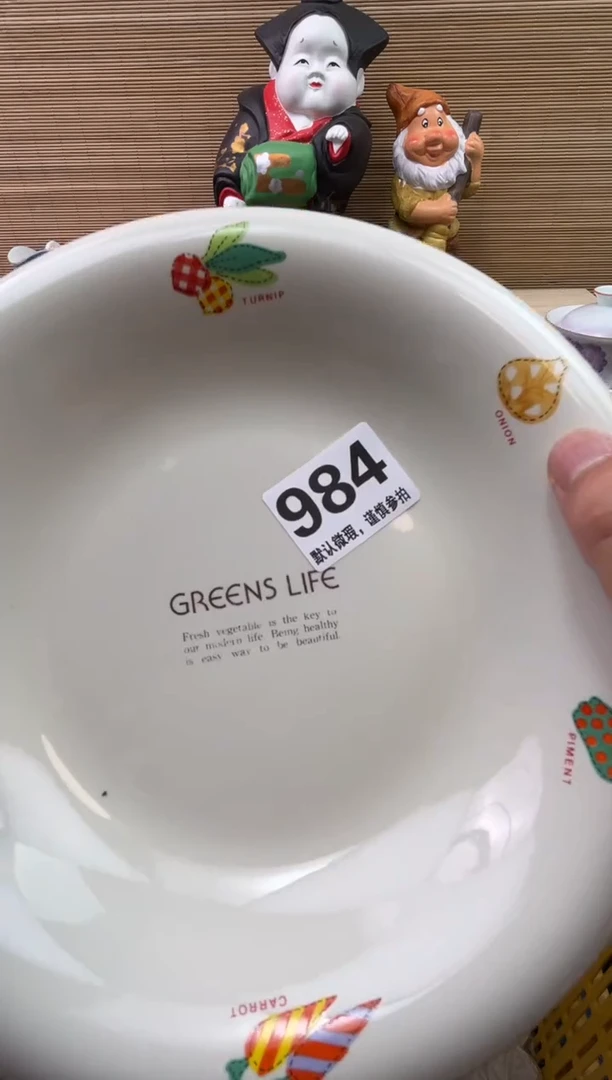 TURNIP
ONION
984
默认微瑕，谨慎参拍
GREENS LIFE
Fresh vegetable is the key to
our modern life. Being healthy
is easy way to be beautiful.
PIMENT
CARROT